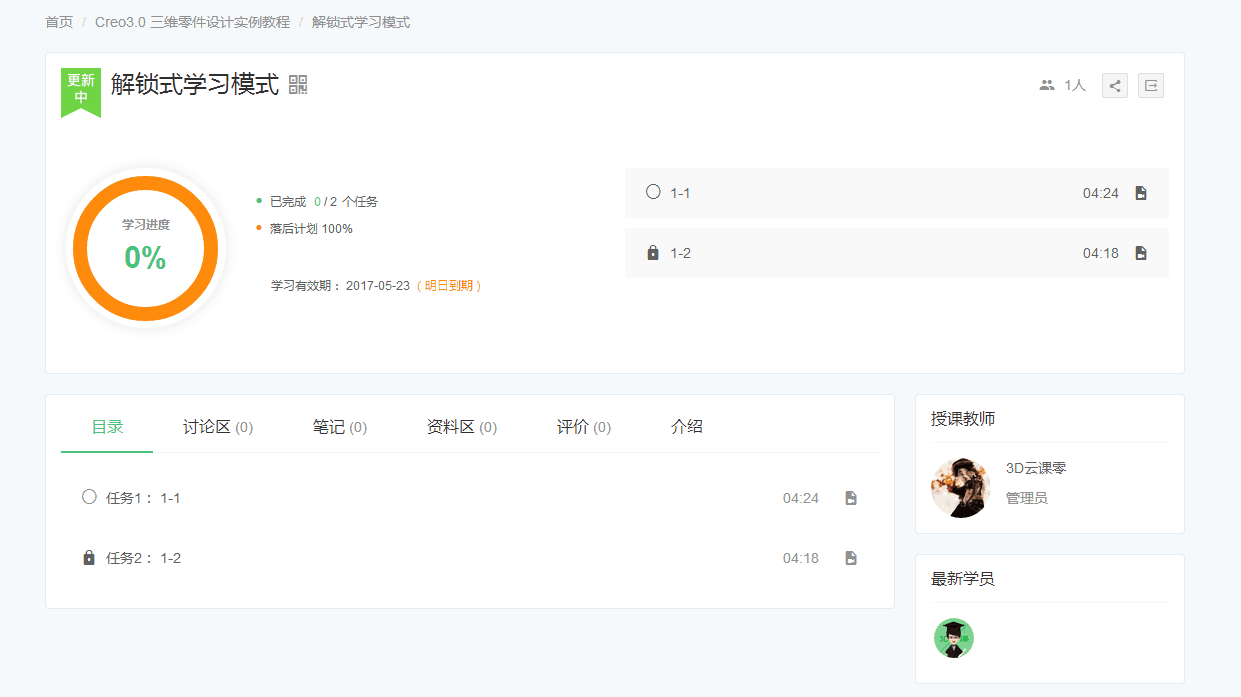 首页 / Creo3.0 三维零件设计实例教程 / 解锁式学习模式
更新中
解锁式学习模式
1人
学习进度
0%
已完成 0 / 2 个任务
落后计划 100%
学习有效期： 2017-05-23 （ 明日到期 ）
1-1 04:24
1-2 04:18
目录 讨论区 (0) 笔记 (0) 资料区 (0) 评价 (0) 介绍
任务1： 1-1 04:24
任务2： 1-2 04:18
授课教师
3D云课零
管理员
最新学员